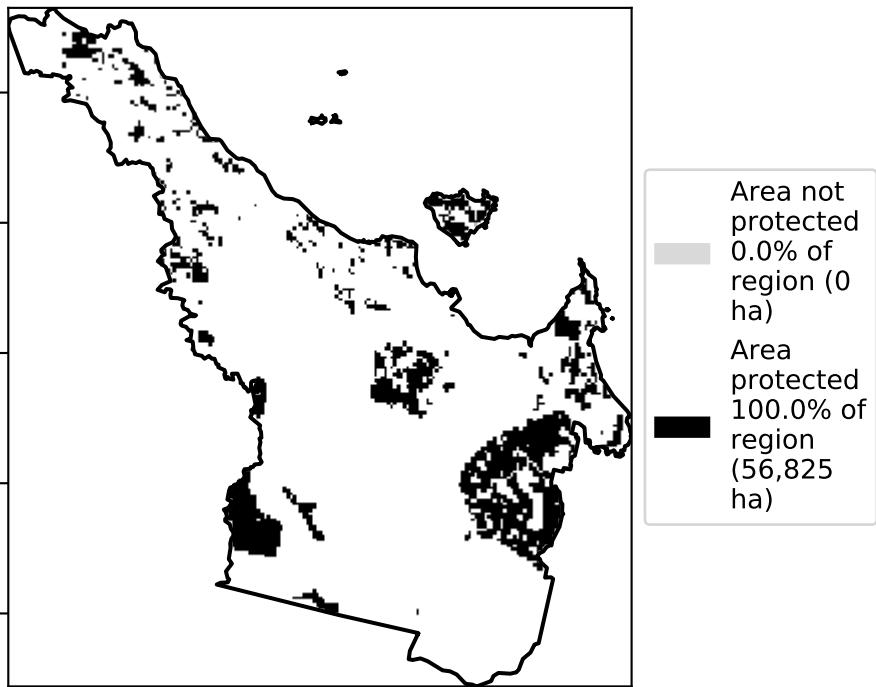 Area not
protected
0.0% of
region (0
ha)
Area
protected
100.0% of
region
(56,825
ha)